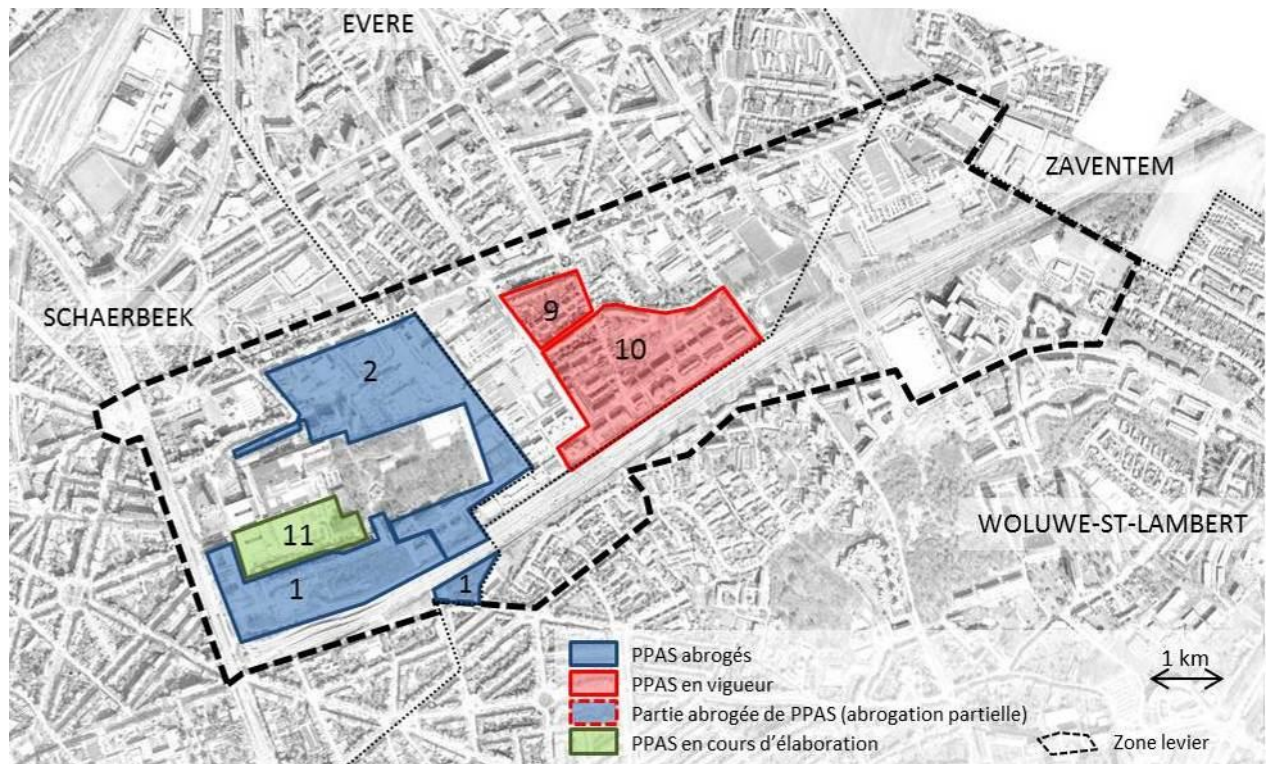 EVERE
ZAVENTEM
SCHAERBEEK
9
10
2
11
1
1
WOLUWE-ST-LAMBERT
PPAS abrogés
PPAS en vigueur
Partie abrogée de PPAS (abrogation partielle)
PPAS en cours d'élaboration
1 km
Zone levier